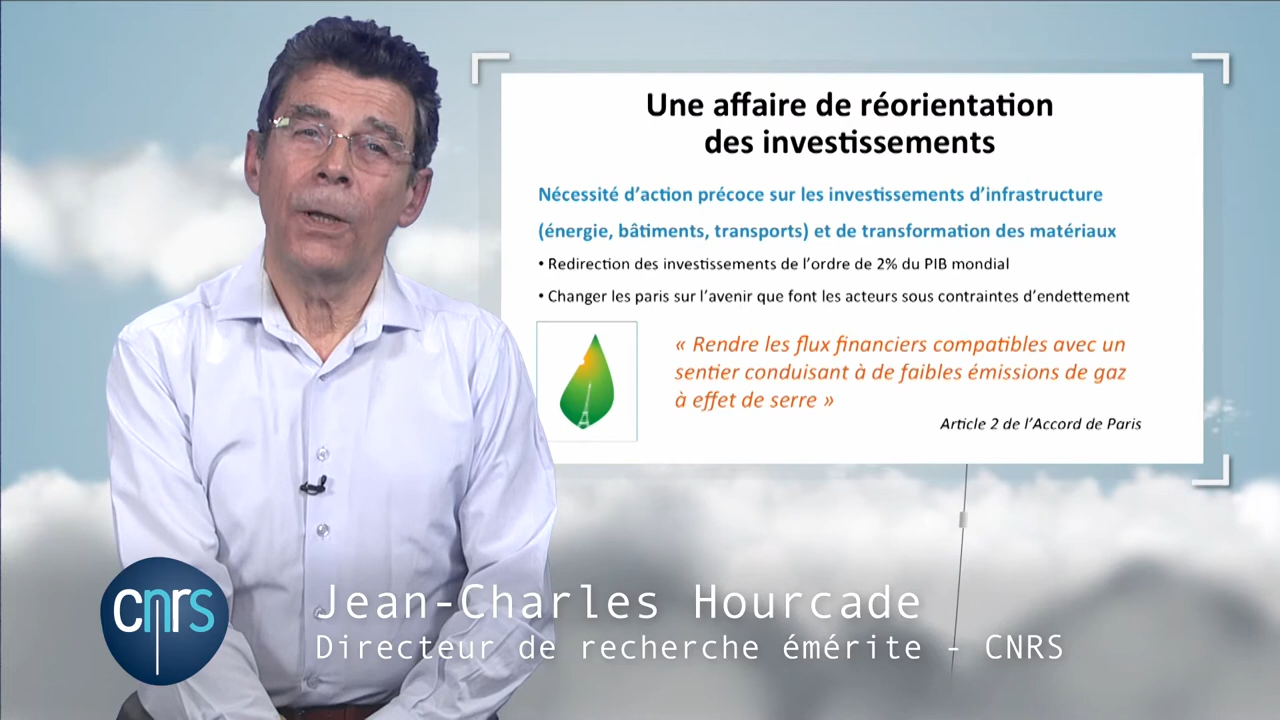 Une affaire de réorientation
des investissements
Nécessité d’action précoce sur les investissements d’infrastructure
(énergie, bâtiments, transports) et de transformation des matériaux
• Redirection des investissements de l’ordre de 2% du PIB mondial
• Changer les paris sur l’avenir que font les acteurs sous contraintes d’endettement
« Rendre les flux financiers compatibles avec un
sentier conduisant à de faibles émissions de gaz
à effet de serre »
Article 2 de l’Accord de Paris
cnrs
Jean-Charles Hourcade
Directeur de recherche émérite - CNRS